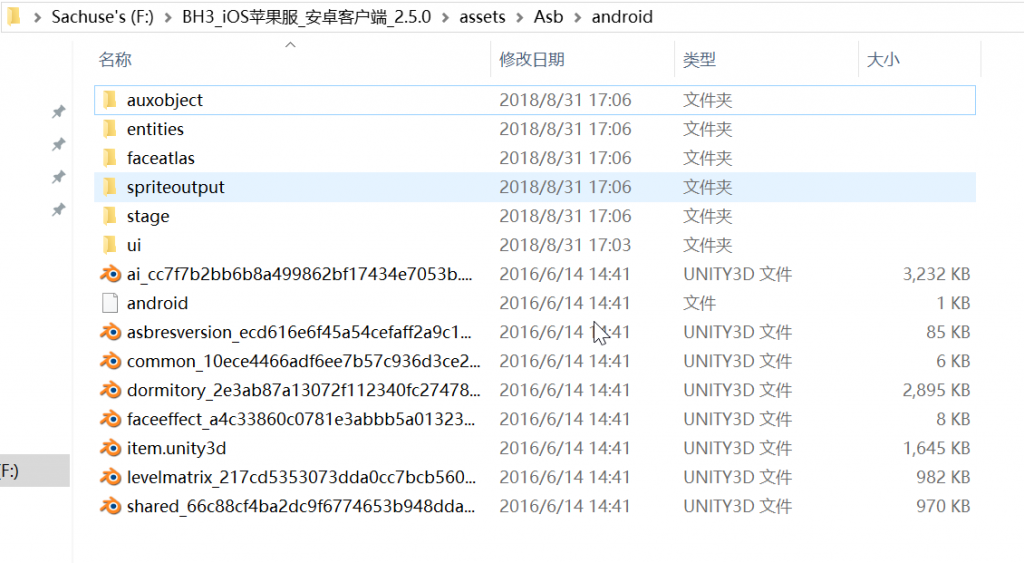 Sachuse's (F:) > BH3_iOS苹果服_安卓客户端_2.5.0 > assets > Asb > android
名称 修改日期 类型 大小
auxobject 2018/8/31 17:06 文件夹
entities 2018/8/31 17:06 文件夹
faceatlas 2018/8/31 17:06 文件夹
spriteoutput 2018/8/31 17:06 文件夹
stage 2018/8/31 17:06 文件夹
ui 2018/8/31 17:03 文件夹
ai_cc7f7b2bb6b8a499862bf17434e7053b.... 2016/6/14 14:41 UNITY3D 文件 3,232 KB
android 2016/6/14 14:41 文件 1 KB
asbresversion_ecd616e6f45a54cefaff2a9c1... 2016/6/14 14:41 UNITY3D 文件 85 KB
common_10ece4466adf6ee7b57c936d3ce2... 2016/6/14 14:41 UNITY3D 文件 6 KB
dormitory_2e3ab87a13072f112340fc27478... 2016/6/14 14:41 UNITY3D 文件 2,895 KB
faceeffect_a4c33860c0781e3abbb5a01323... 2016/6/14 14:41 UNITY3D 文件 8 KB
item.unity3d 2016/6/14 14:41 UNITY3D 文件 1,645 KB
(F:)
levelmatrix_217cd5353073dda0cc7bcb560... 2016/6/14 14:41 UNITY3D 文件 982 KB
shared_66c88cf4ba2dc9f6774653b948dda... 2016/6/14 14:41 UNITY3D 文件 970 KB